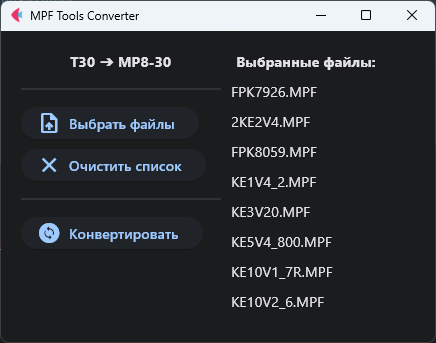 MPF Tools Converter
T30 ➔ MP8-30
Выбрать файлы
Очистить список
Конвертировать
Выбранные файлы:
FPK7926.MPF
2KE2V4.MPF
FPK8059.MPF
KE1V4_2.MPF
KE3V20.MPF
KE5V4_800.MPF
KE10V1_7R.MPF
KE10V2_6.MPF